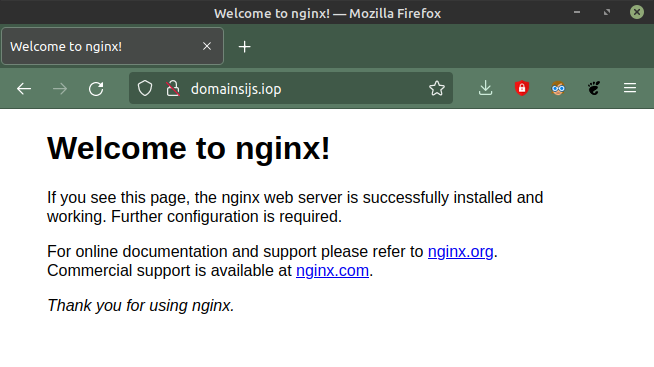 Welcome to nginx! — Mozilla Firefox
Welcome to nginx!
domainsijs.iop
Welcome to nginx!
If you see this page, the nginx web server is successfully installed and
working. Further configuration is required.
For online documentation and support please refer to nginx.org.
Commercial support is available at nginx.com.
Thank you for using nginx.